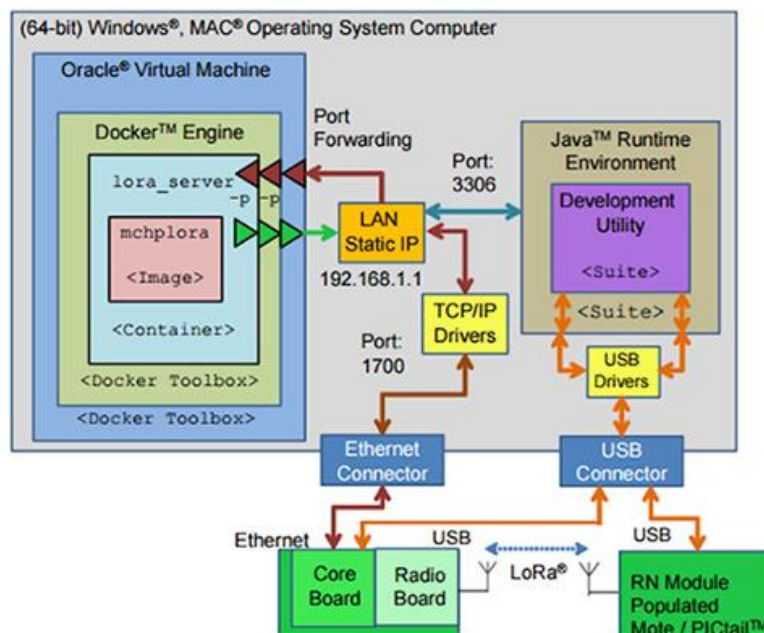 (64-bit) Windows®, MAC® Operating System Computer
Oracle® Virtual Machine
Docker™ Engine
lora_server
-p -p
mchplora
<Image>
<Container>
<Docker Toolbox>
<Docker Toolbox>
Port
Forwarding
LAN
Static IP
192.168.1.1
Port:
3306
Java™ Runtime
Environment
Development
Utility
<Suite>
<Suite>
TCP/IP
Drivers
Port:
1700
USB
Drivers
Ethernet
Connector
USB
Connector
Ethernet
USB
USB
Core
Board
Radio
Board
LoRa®
RN Module
Populated
Mote / PICtail™